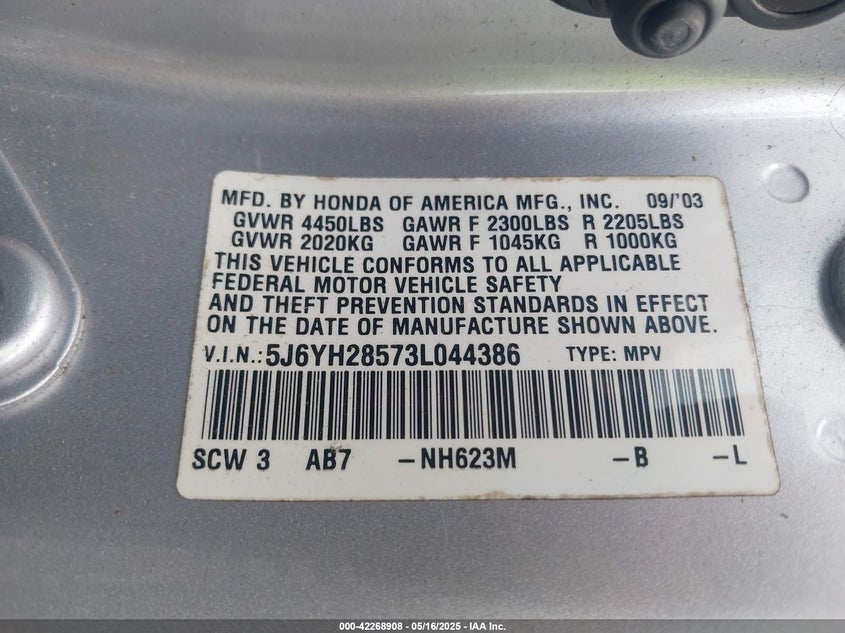 MFD. BY HONDA OF AMERICA MFG., INC. 09/'03
GVWR 4450LBS GAWR F 2300LBS R 2205LBS
GVWR 2020KG GAWR F 1045KG R 1000KG
THIS VEHICLE CONFORMS TO ALL APPLICABLE
FEDERAL MOTOR VEHICLE SAFETY
AND THEFT PREVENTION STANDARDS IN EFFECT
ON THE DATE OF MANUFACTURE SHOWN ABOVE.
V.I.N.: 5J6YH28573L044386 TYPE: MPV
SCW 3 AB7 -NH623M -B -L
000-42268908 - 05/16/2025 - IAA Inc.